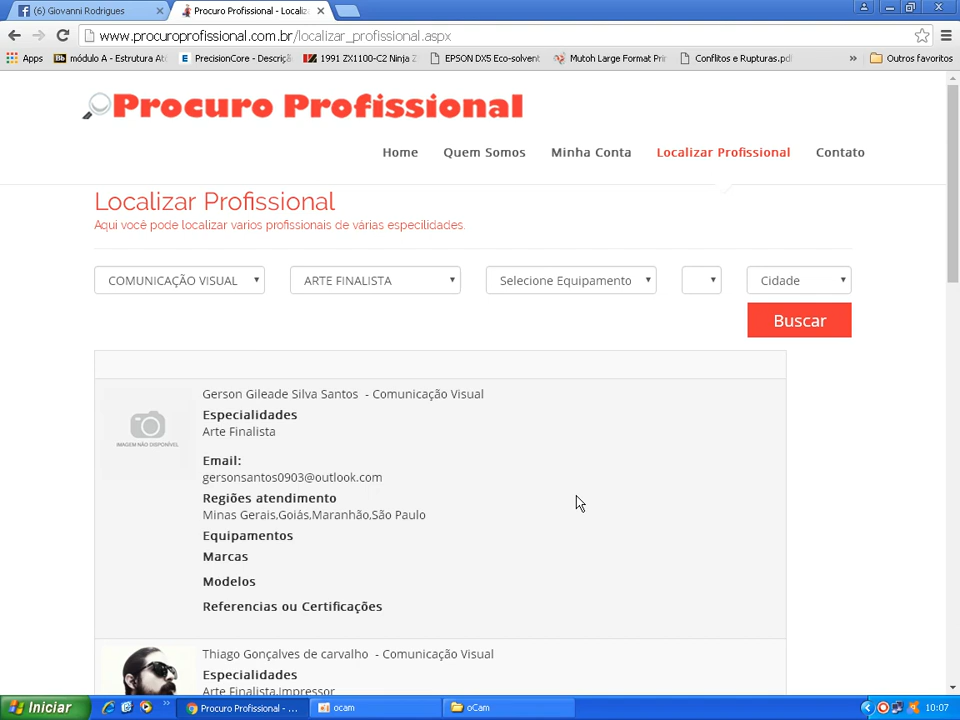 (6) Giovanni Rodrigues
Procuro Profissional - Localiz
www.procuroprofissional.com.br/localizar_profissional.aspx
Apps
módulo A - Estrutura At
PrecisionCore - Descriç
1991 ZX1100-C2 Ninja Z
EPSON DX5 Eco-solvent
Mutoh Large Format Prin
Conflitos e Rupturas.pd
»
Outros favoritos
Procuro Profissional
Home
Quem Somos
Minha Conta
Localizar Profissional
Contato
Localizar Profissional
Aqui você pode localizar varios profissionais de várias especilidades.
COMUNICAÇÃO VISUAL
ARTE FINALISTA
Selecione Equipamento
Cidade
Buscar
IMAGEM NÃO DISPONÍVEL
Gerson Gileade Silva Santos - Comunicação Visual
Especialidades
Arte Finalista
Email:
gersonsantos0903@outlook.com
Regiões atendimento
Minas Gerais,Goiás,Maranhão,São Paulo
Equipamentos
Marcas
Modelos
Referencias ou Certificações
Thiago Gonçalves de carvalho - Comunicação Visual
Especialidades
Arte Finalista,Impressor
Iniciar
»
Procuro Profissional - ...
ocam
oCam
10:07